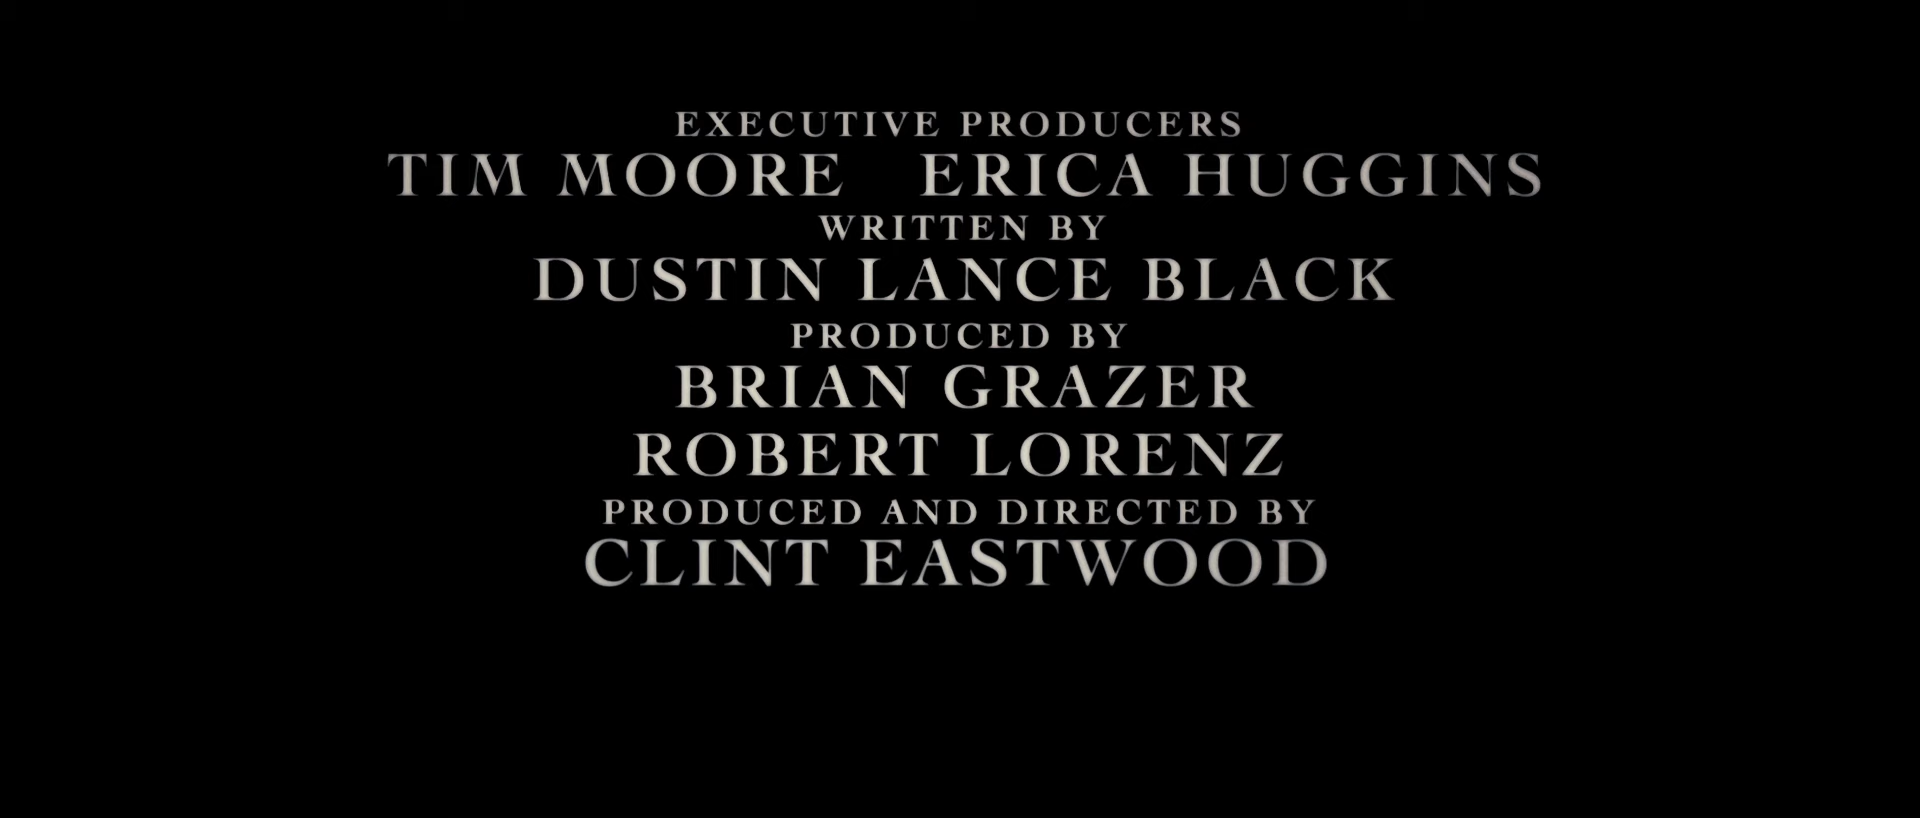 EXECUTIVE PRODUCERS
TIM MOORE ERICA HUGGINS
WRITTEN BY
DUSTIN LANCE BLACK
PRODUCED BY
BRIAN GRAZER
ROBERT LORENZ
PRODUCED AND DIRECTED BY
CLINT EASTWOOD